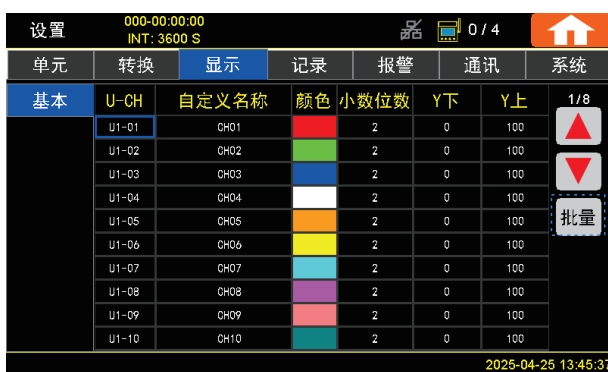 设置 000-00:00:00 0 / 4
INT: 3600 S
单元 转换 显示 记录 报警 通讯 系统
基本 U-CH 自定义名称 颜色 小数位数 Y下 Y上 1/8
U1-01 CH01 2 0 100
U1-02 CH02 2 0 100
U1-03 CH03 2 0 100
U1-04 CH04 2 0 100
U1-05 CH05 2 0 100 批量
U1-06 CH06 2 0 100
U1-07 CH07 2 0 100
U1-08 CH08 2 0 100
U1-09 CH09 2 0 100
U1-10 CH10 2 0 100
2025-04-25 13:45:37